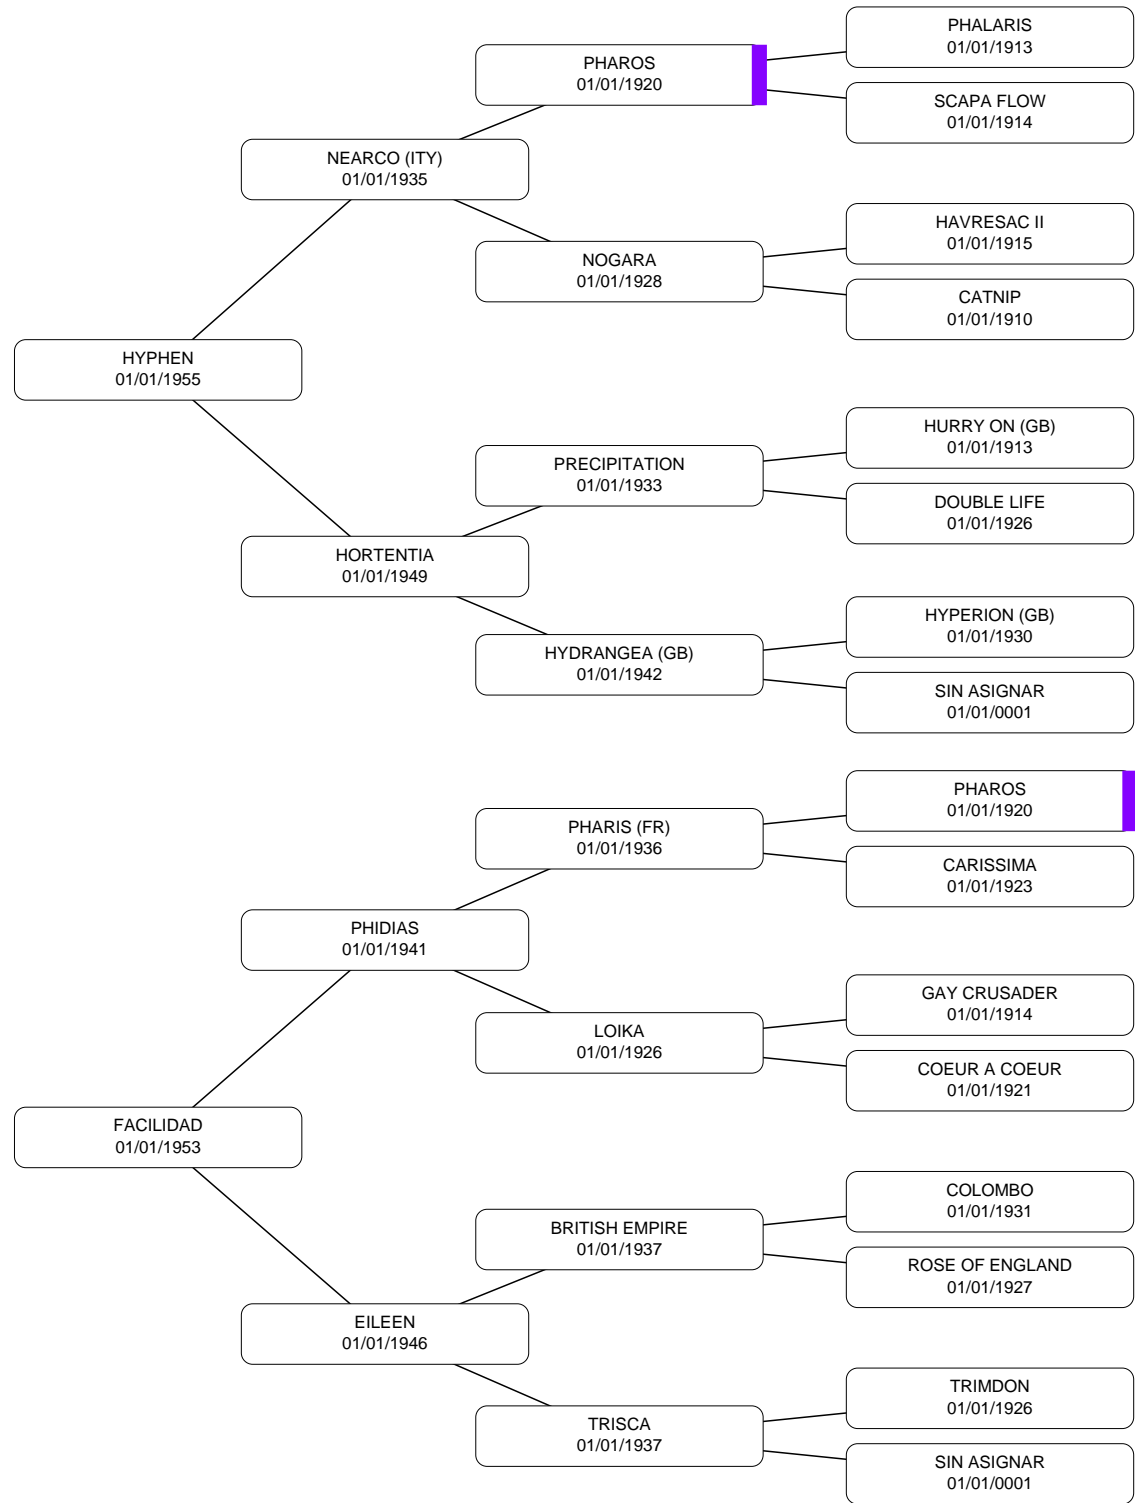 PHALARIS
01/01/1913
PHAROS
01/01/1920
SCAPA FLOW
01/01/1914
NEARCO (ITY)
01/01/1935
HAVRESAC II
01/01/1915
NOGARA
01/01/1928
CATNIP
01/01/1910
HYPHEN
01/01/1955
HURRY ON (GB)
01/01/1913
PRECIPITATION
01/01/1933
DOUBLE LIFE
01/01/1926
HORTENTIA
01/01/1949
HYPERION (GB)
01/01/1930
HYDRANGEA (GB)
01/01/1942
SIN ASIGNAR
01/01/0001
PHAROS
01/01/1920
PHARIS (FR)
01/01/1936
CARISSIMA
01/01/1923
PHIDIAS
01/01/1941
GAY CRUSADER
01/01/1914
LOIKA
01/01/1926
COEUR A COEUR
01/01/1921
FACILIDAD
01/01/1953
COLOMBO
01/01/1931
BRITISH EMPIRE
01/01/1937
ROSE OF ENGLAND
01/01/1927
EILEEN
01/01/1946
TRIMDON
01/01/1926
TRISCA
01/01/1937
SIN ASIGNAR
01/01/0001